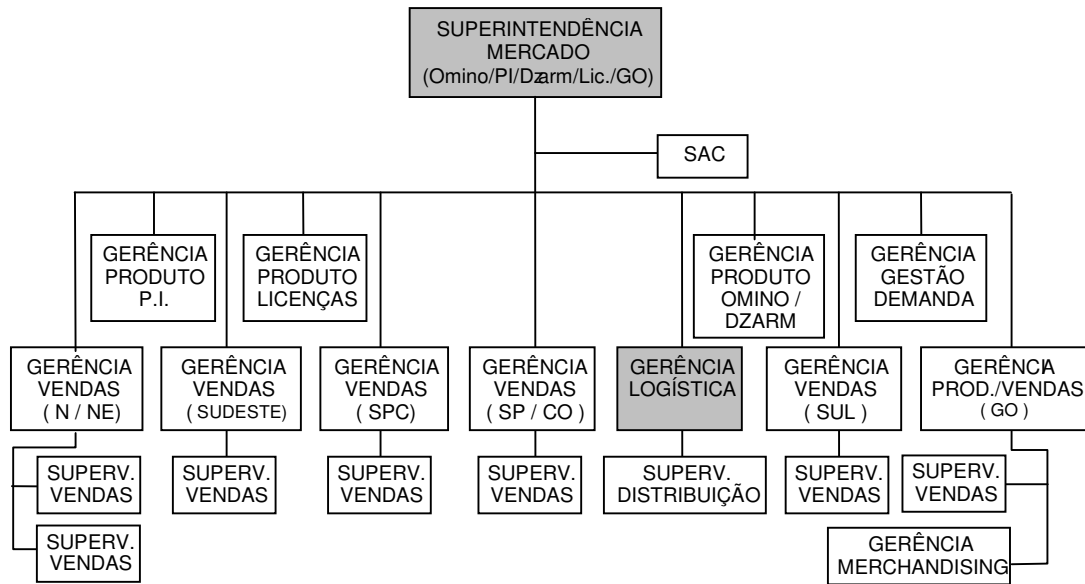 SUPERINTENDÊNCIA
MERCADO
(Omino/PI/Dzarm/Lic./GO)
SAC
GERÊNCIA
PRODUTO
P.I.
GERÊNCIA
PRODUTO
LICENÇAS
GERÊNCIA
PRODUTO
OMINO /
DZARM
GERÊNCIA
GESTÃO
DEMANDA
GERÊNCIA
VENDAS
( N / NE)
GERÊNCIA
VENDAS
( SUDESTE)
GERÊNCIA
VENDAS
( SPC)
GERÊNCIA
VENDAS
( SP / CO )
GERÊNCIA
LOGÍSTICA
GERÊNCIA
VENDAS
( SUL )
GERÊNCIA
PROD./VENDAS
( GO )
SUPERV.
VENDAS
SUPERV.
VENDAS
SUPERV.
VENDAS
SUPERV.
VENDAS
SUPERV.
DISTRIBUIÇÃO
SUPERV.
VENDAS
SUPERV.
VENDAS
SUPERV.
VENDAS
GERÊNCIA
MERCHANDISING